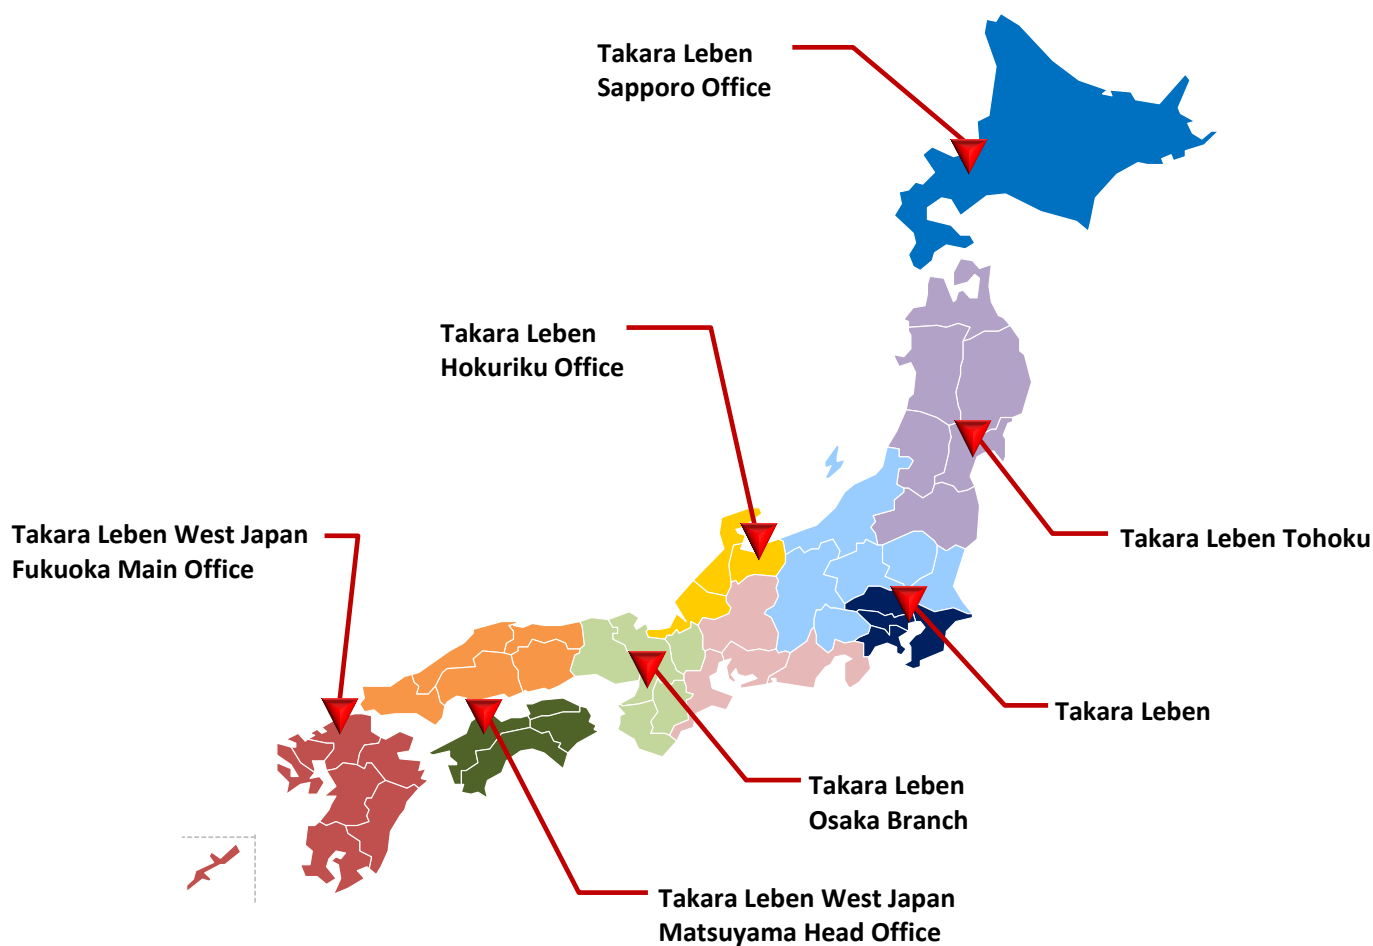 Takara Leben
Sapporo Office
Takara Leben
Hokuriku Office
Takara Leben West Japan
Fukuoka Main Office
Takara Leben Tohoku
Takara Leben
Takara Leben
Osaka Branch
Takara Leben West Japan
Matsuyama Head Office